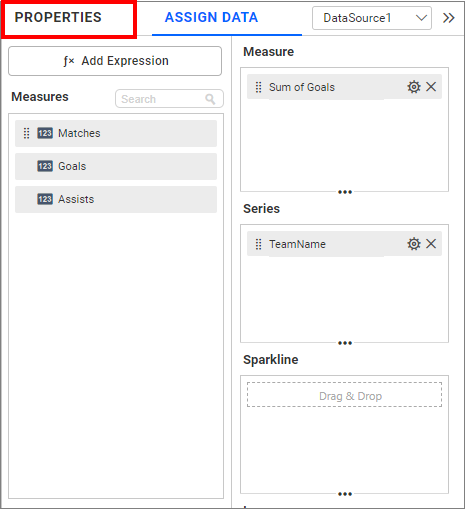 PROPERTIES
ASSIGN DATA
DataSource1
ƒx Add Expression
Measures
Search
123 Matches
123 Goals
123 Assists
Measure
Sum of Goals
Series
TeamName
Sparkline
Drag & Drop